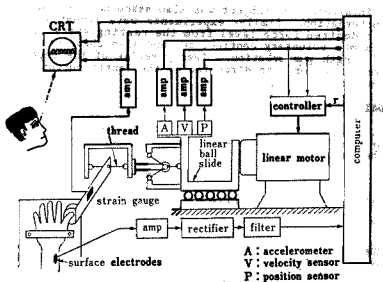 CRT
amp
amp
amp
amp
A
V
P
controller
r
computer
linear
ball
slide
linear motor
thread
strain gauge
amp
rectifier
filter
surface electrodes
A : accelerometer
V : velocity sensor
P : position sensor